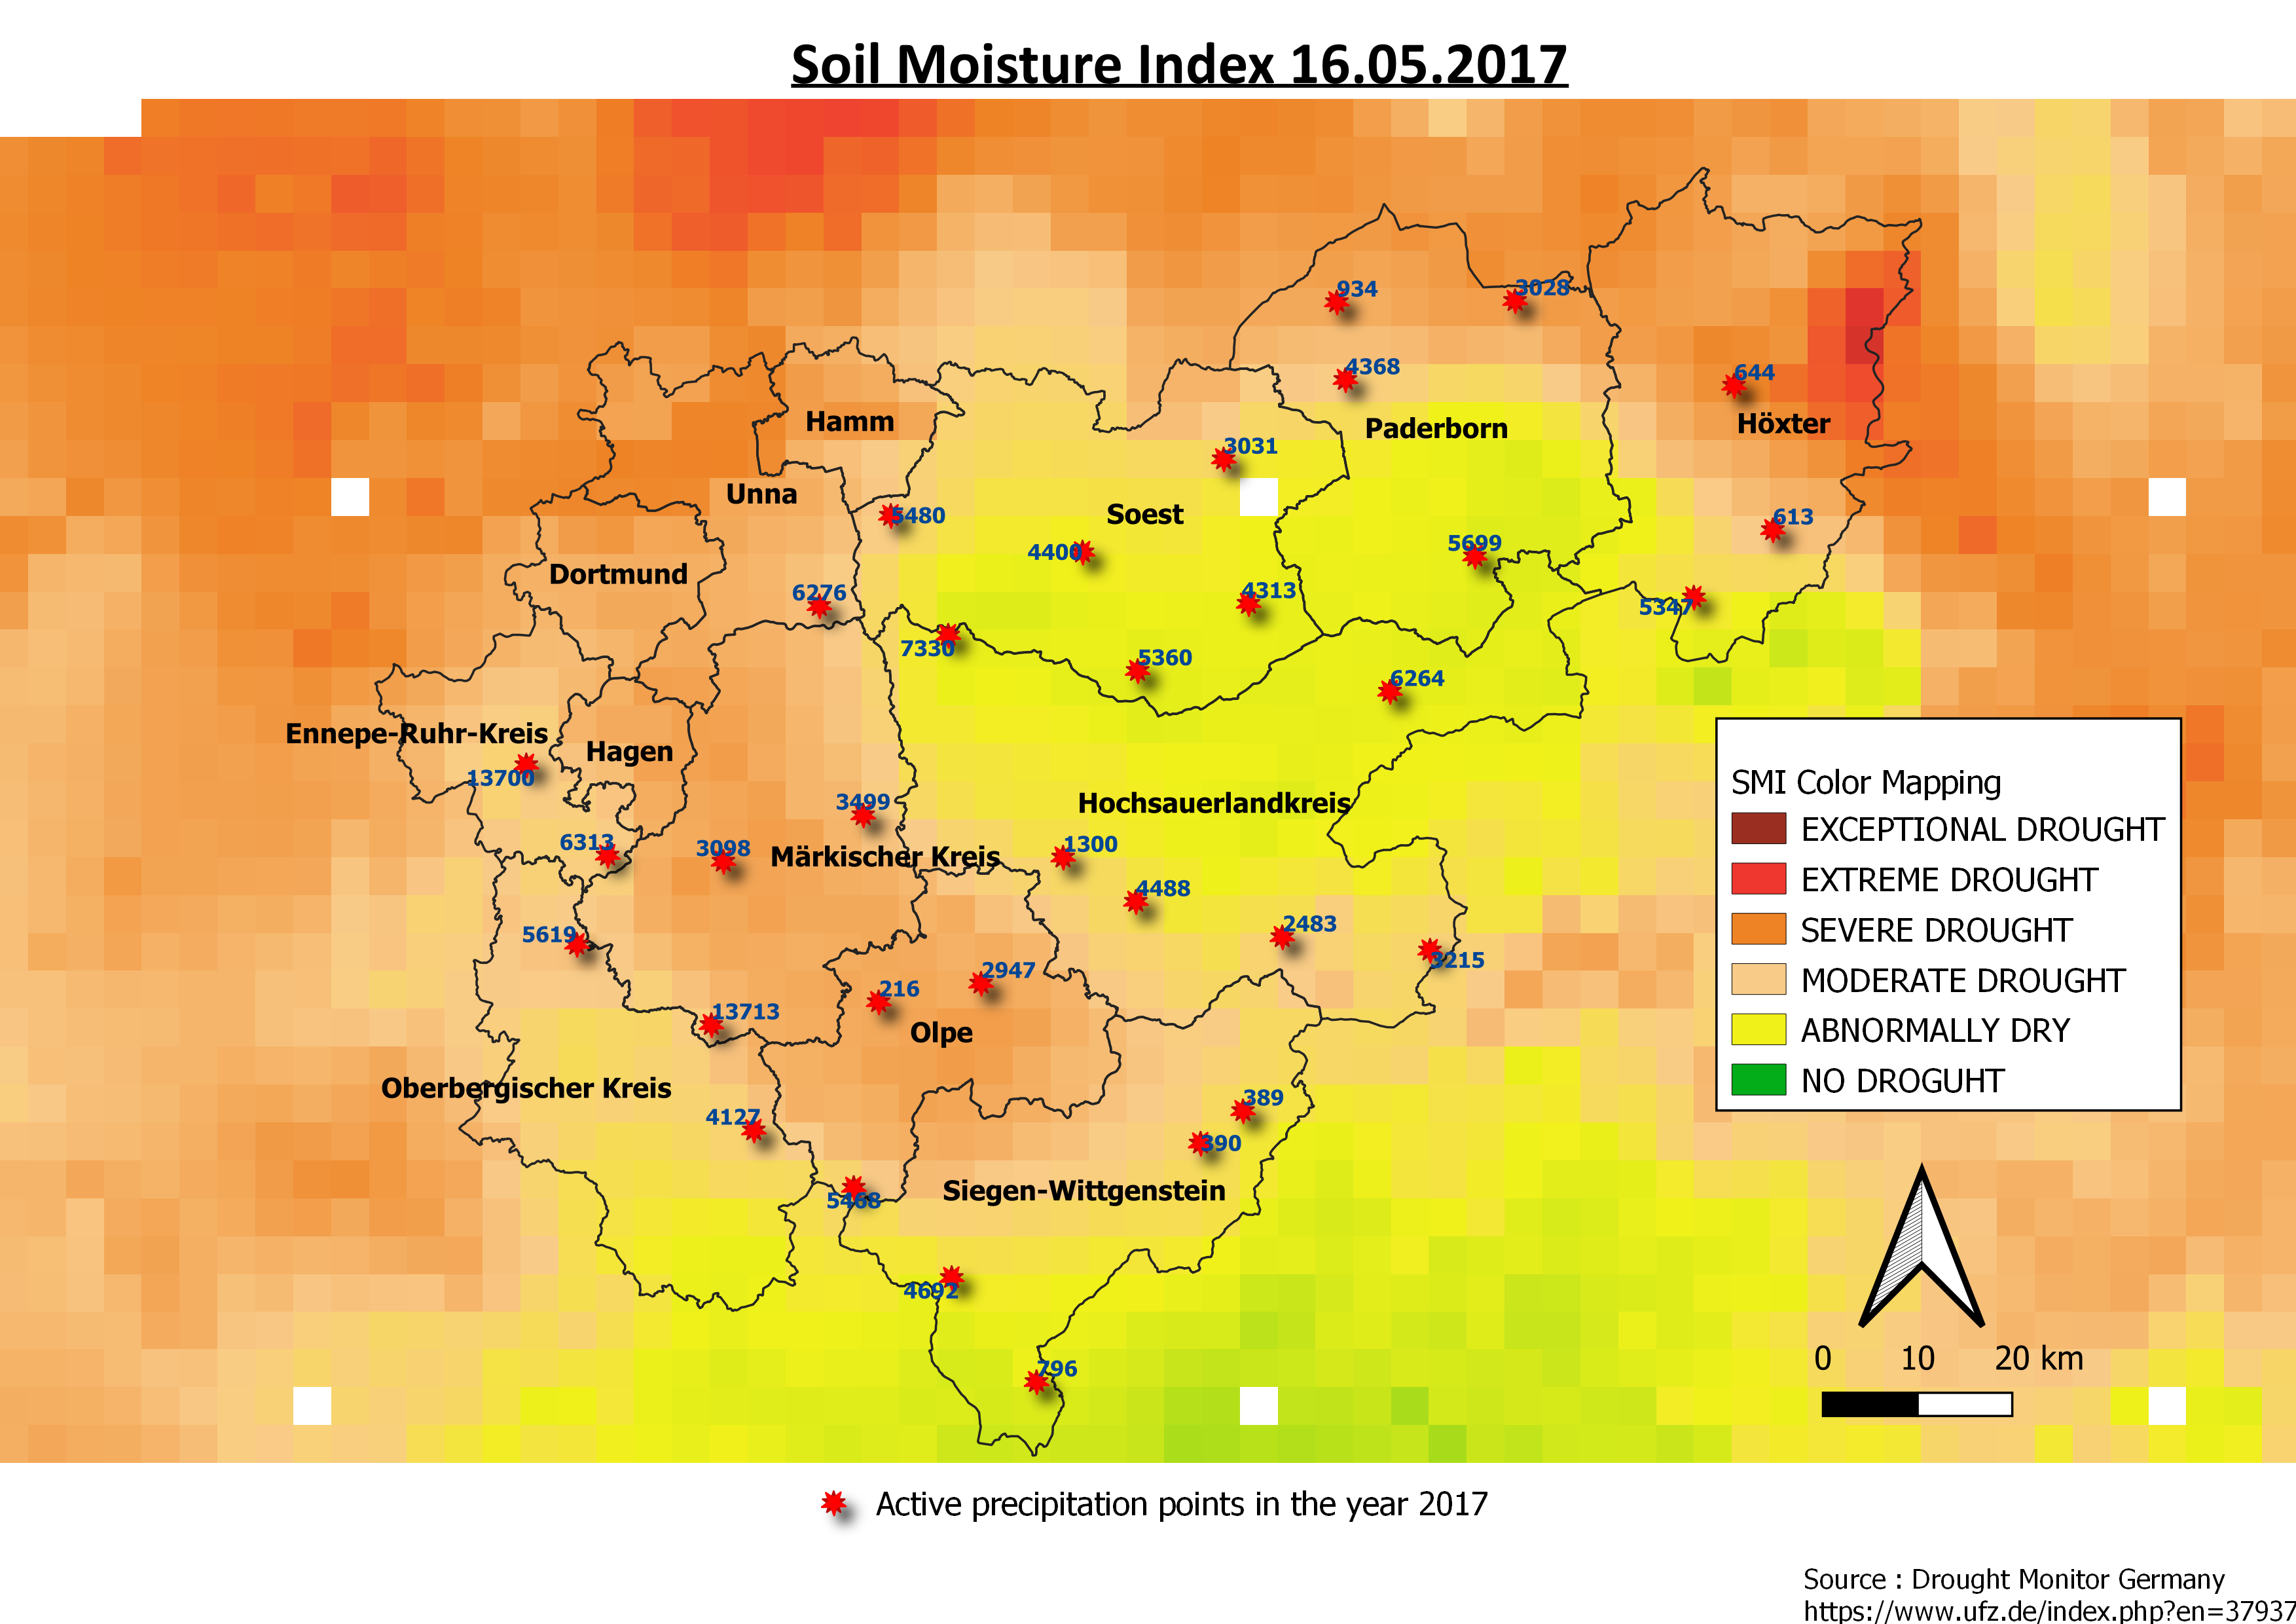 Soil Moisture Index 16.05.2017
934
3028
4368
644
Hamm
Paderborn
Höxter
3031
Unna
5480
Soest
613
4400
5699
Dortmund
6276
4313
5347
7330
5360
6264
Ennepe-Ruhr-Kreis
Hagen
13700
3499
Hochsauerlandkreis
6313
3098
Märkischer Kreis
1300
4488
5619
2483
3215
216
2947
13713
Olpe
Oberbergischer Kreis
4127
389
390
5468
Siegen-Wittgenstein
4692
796
SMI Color Mapping
EXCEPTIONAL DROUGHT
EXTREME DROUGHT
SEVERE DROUGHT
MODERATE DROUGHT
ABNORMALLY DRY
NO DROGUHT
0 10 20 km
Active precipitation points in the year 2017
Source : Drought Monitor Germany
https://www.ufz.de/index.php?en=37937